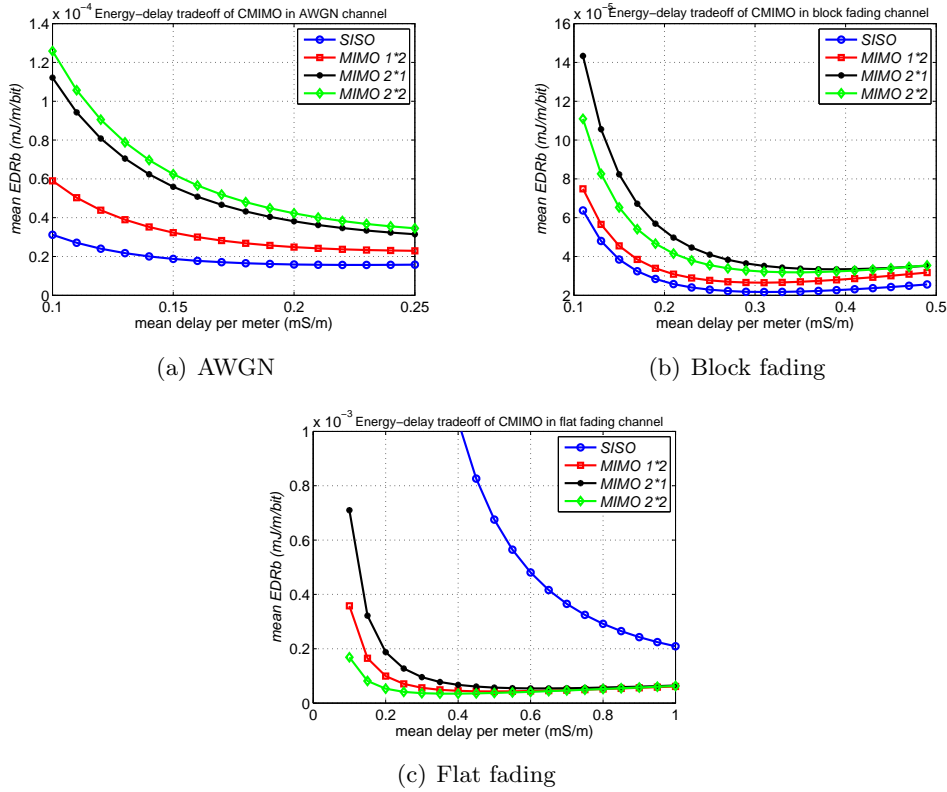 x 10⁻⁴ Energy−delay tradeoff of CMIMO in AWGN channel
mean EDRb (mJ/m/bit)
1.4
1.2
1
0.8
0.6
0.4
0.2
0
SISO
MIMO 1*2
MIMO 2*1
MIMO 2*2
0.1 0.15 0.2 0.25
mean delay per meter (mS/m)
(a) AWGN
x 10⁻⁵ Energy−delay tradeoff of CMIMO in block fading channel
mean EDRb (mJ/m/bit)
16
14
12
10
8
6
4
2
SISO
MIMO 1*2
MIMO 2*1
MIMO 2*2
0.1 0.2 0.3 0.4 0.5
mean delay per meter (mS/m)
(b) Block fading
x 10⁻³ Energy−delay tradeoff of CMIMO in flat fading channel
mean EDRb (mJ/m/bit)
1
0.8
0.6
0.4
0.2
0
SISO
MIMO 1*2
MIMO 2*1
MIMO 2*2
0 0.2 0.4 0.6 0.8 1
mean delay per meter (mS/m)
(c) Flat fading